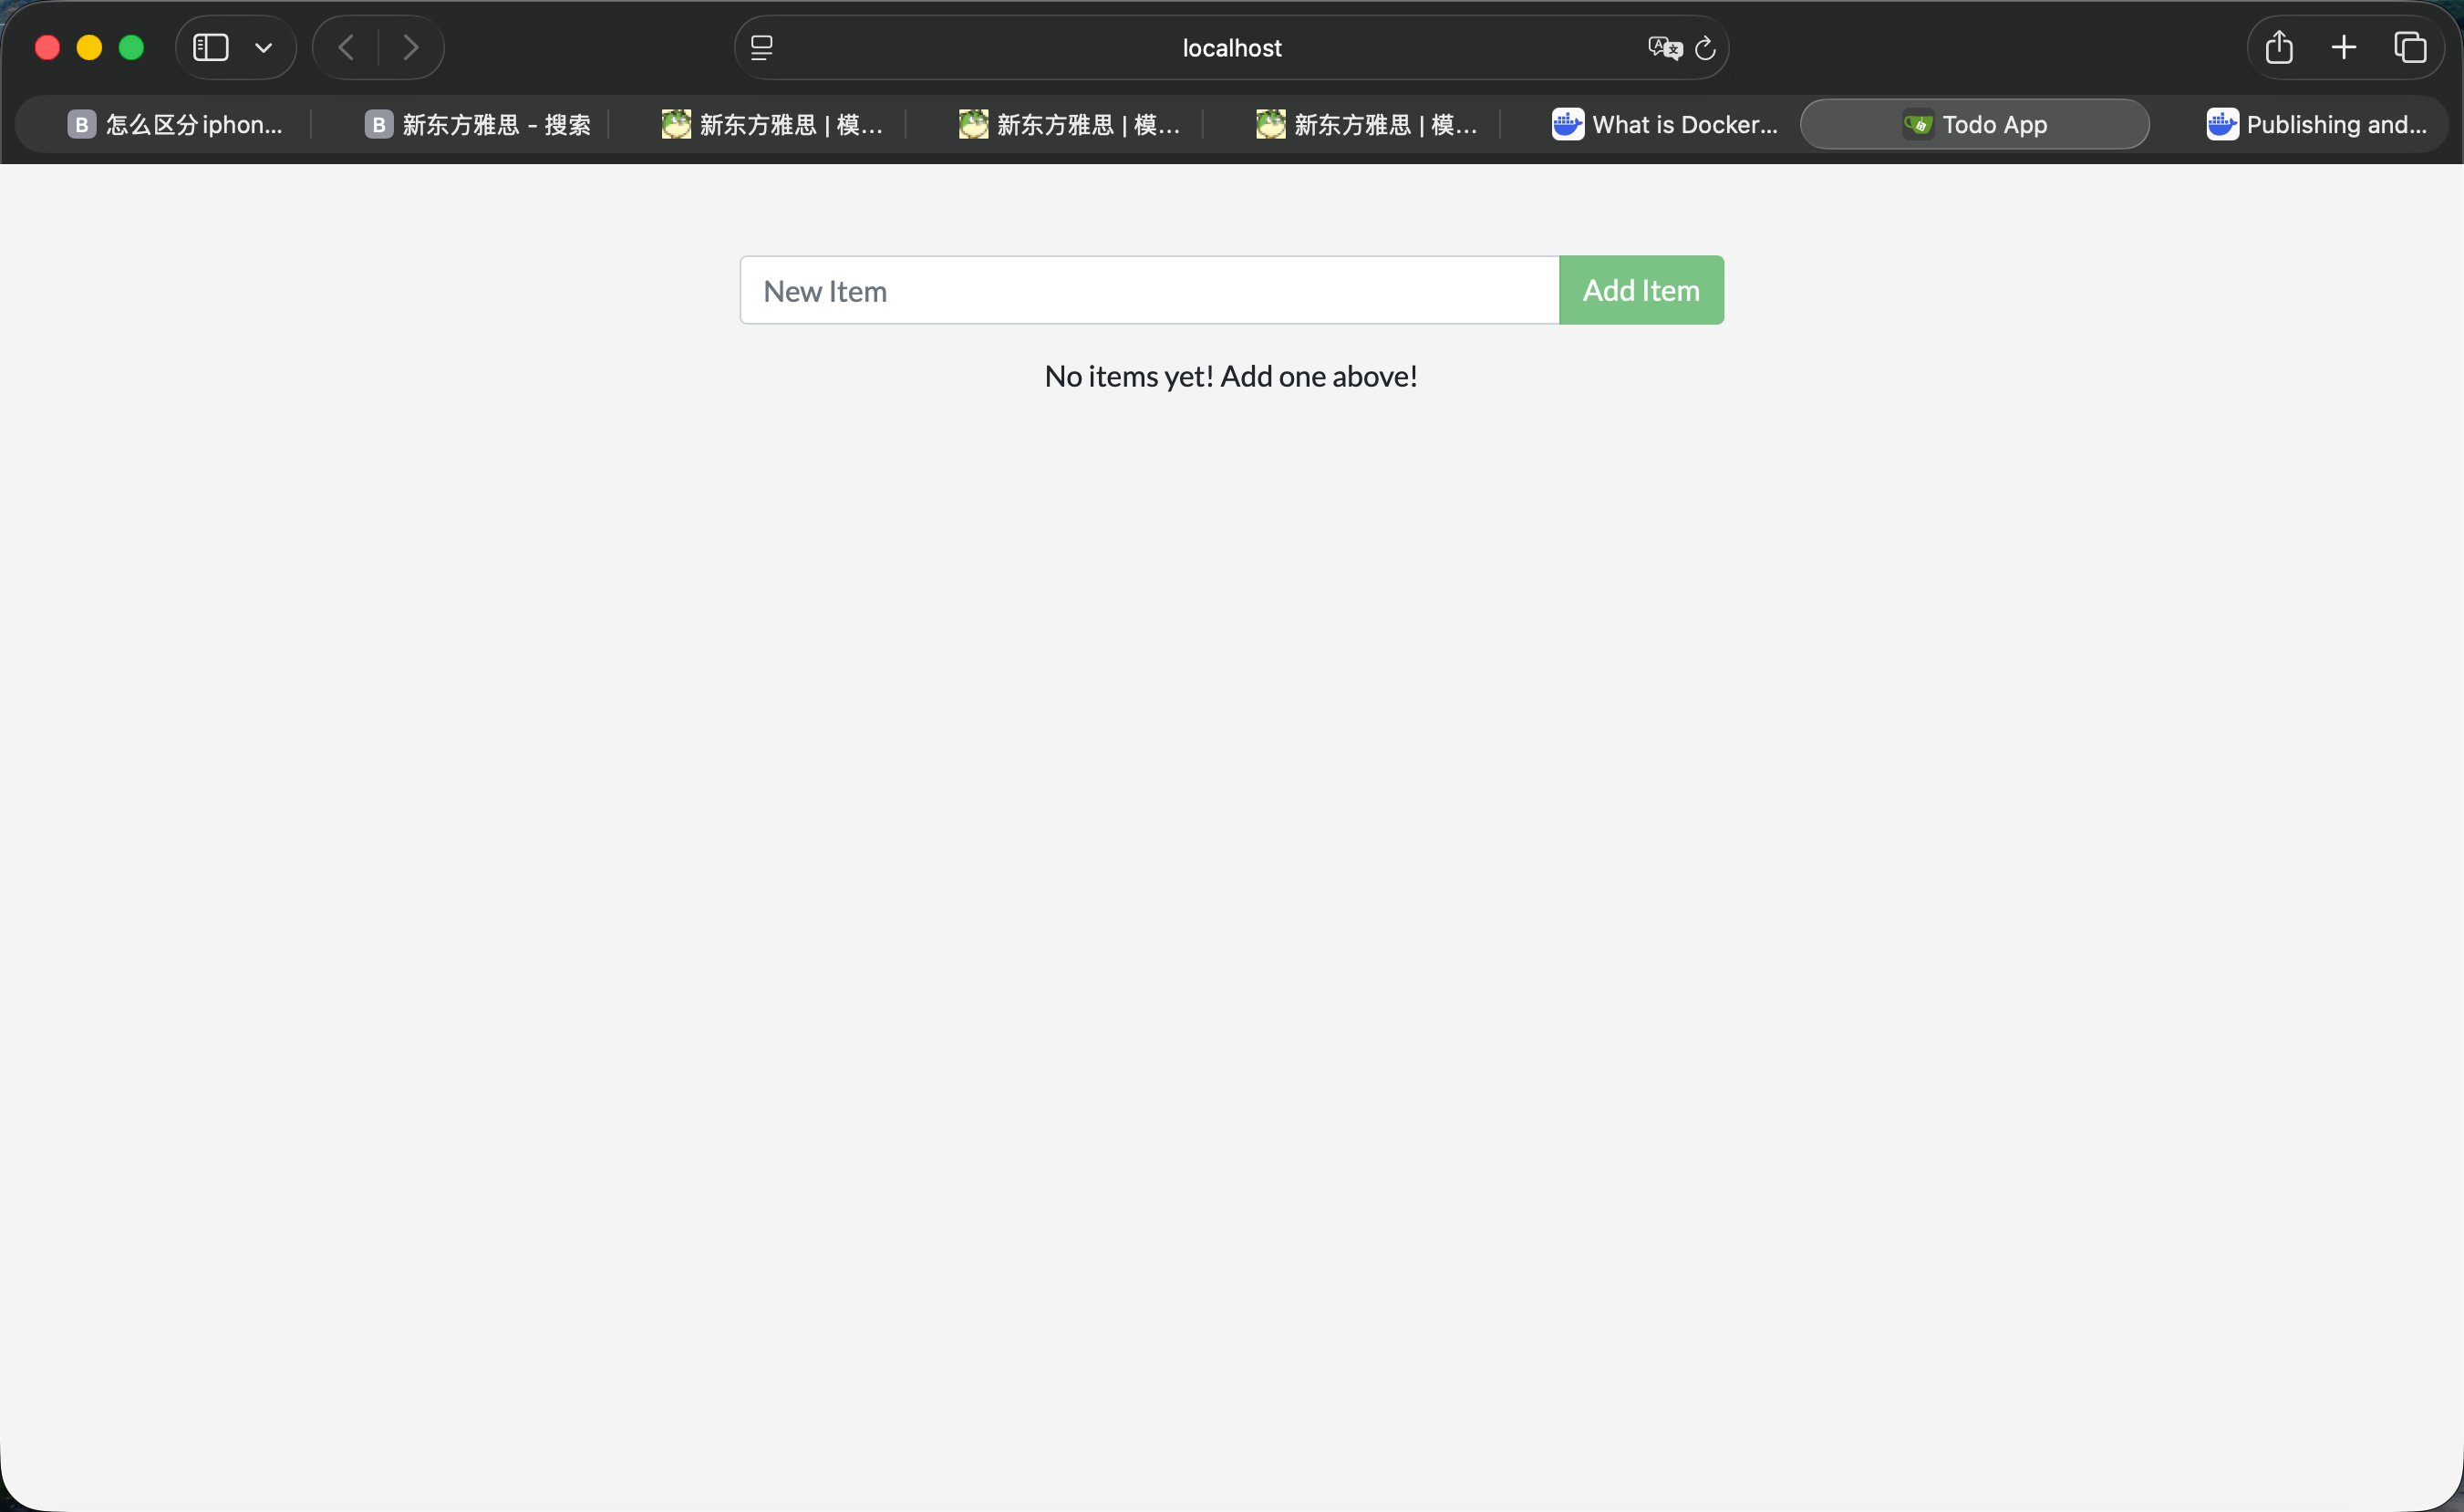 localhost
B 怎么区分iphon...
B 新东方雅思 - 搜索
新东方雅思 | 模...
新东方雅思 | 模...
新东方雅思 | 模...
What is Docker...
Todo App
Publishing and...
New Item
Add Item
No items yet! Add one above!